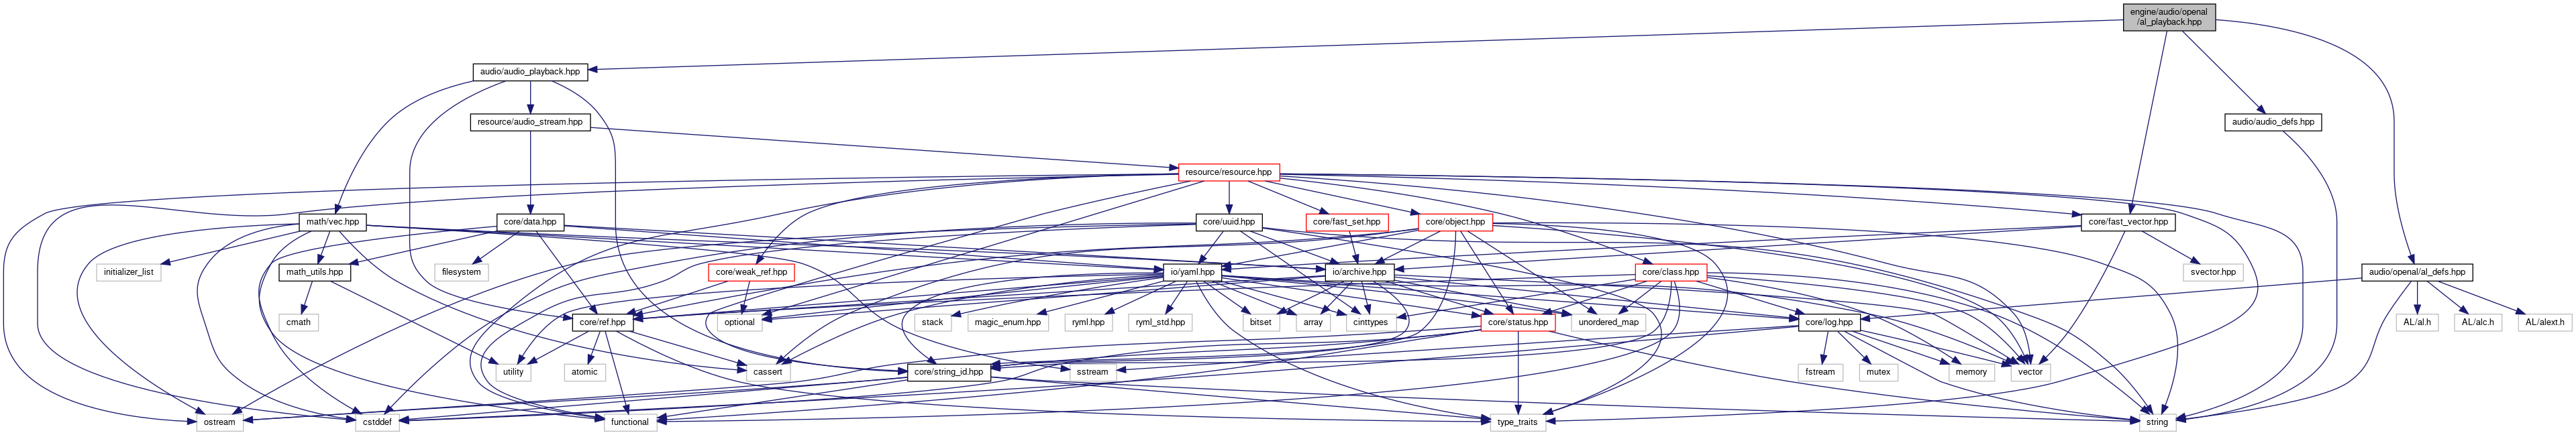 engine/audio/openal
/al_playback.hpp
audio/audio_playback.hpp
resource/audio_stream.hpp
audio/audio_defs.hpp
resource/resource.hpp
math/vec.hpp
core/data.hpp
core/uuid.hpp
core/fast_set.hpp
core/object.hpp
core/fast_vector.hpp
initializer_list
math_utils.hpp
filesystem
core/weak_ref.hpp
io/yaml.hpp
io/archive.hpp
core/class.hpp
svector.hpp
audio/openal/al_defs.hpp
cmath
core/ref.hpp
optional
stack
magic_enum.hpp
ryml.hpp
ryml_std.hpp
bitset
array
cinttypes
core/status.hpp
unordered_map
core/log.hpp
AL/al.h
AL/alc.h
AL/alext.h
utility
atomic
cassert
core/string_id.hpp
sstream
fstream
mutex
memory
vector
ostream
cstddef
functional
type_traits
string